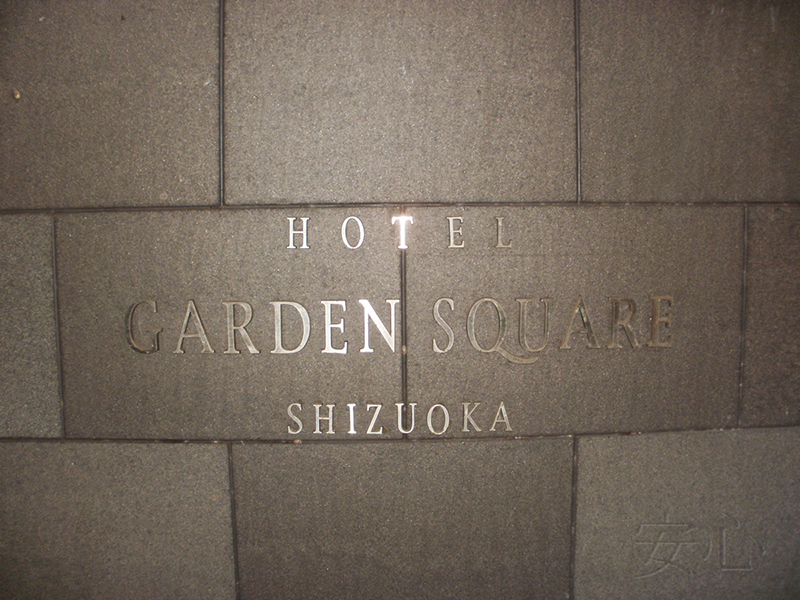 HOTEL
GARDEN SQUARE
SHIZUOKA
安心